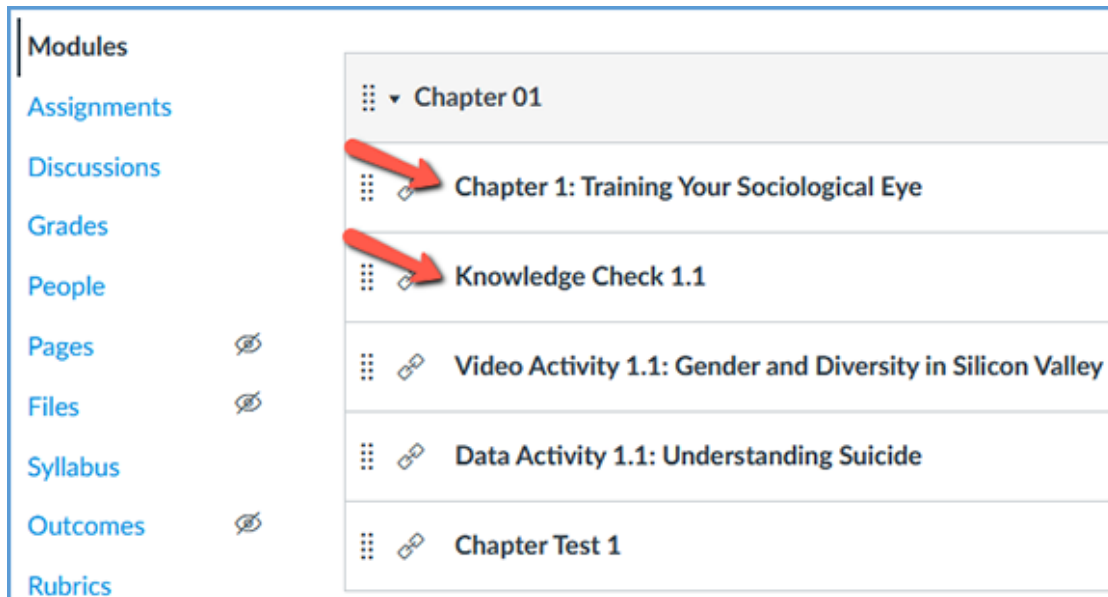 Modules
Assignments
Discussions
Grades
People
Pages
Files
Syllabus
Outcomes
Rubrics
Chapter 01
Chapter 1: Training Your Sociological Eye
Knowledge Check 1.1
Video Activity 1.1: Gender and Diversity in Silicon Valley
Data Activity 1.1: Understanding Suicide
Chapter Test 1